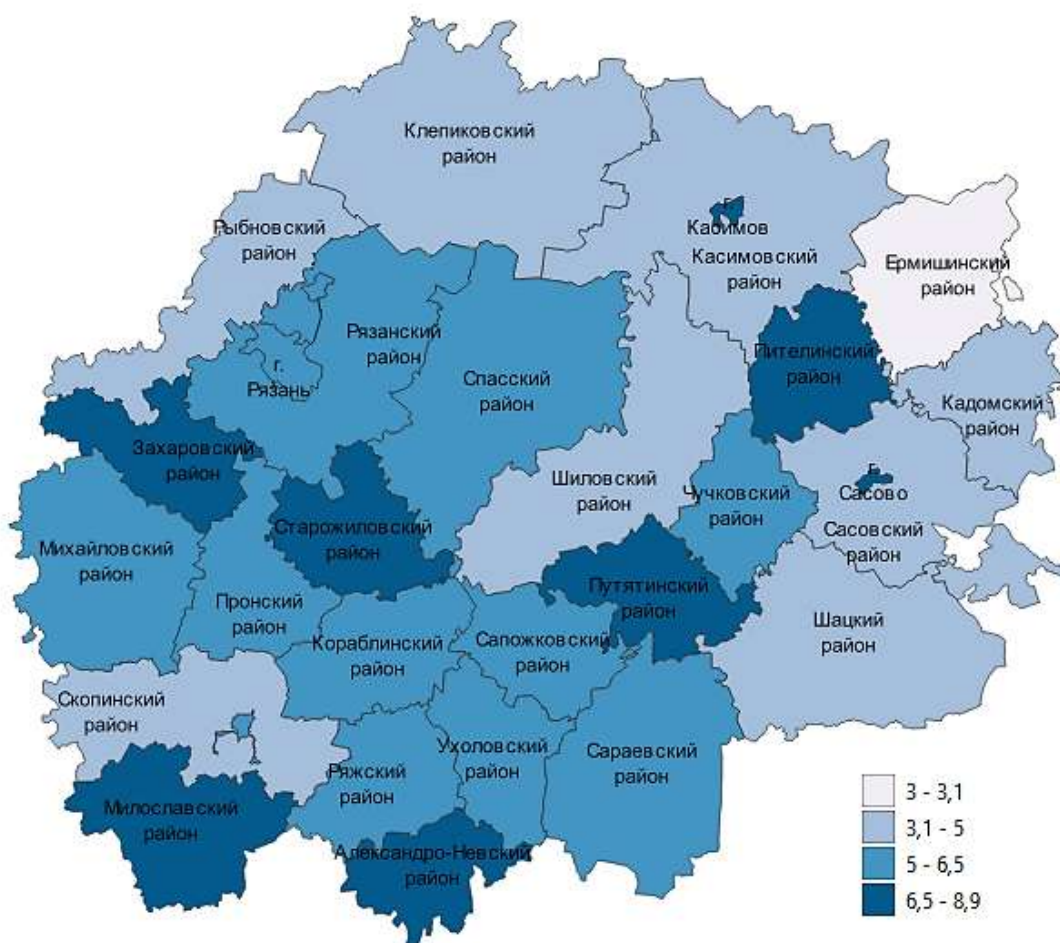 Клепиковский
район
Рыбновский
район
г.
Касимов
Касимовский
район
Ермишинский
район
Рязанский
район
г.
Рязань
Спасский
район
Пителинский
район
Кадомский
район
Захаровский
район
Шиловский
район
Чучковский
район
г.
Сасово
Сасовский
район
Старожиловский
район
Михайловский
район
Путятинский
район
Пронский
район
Шацкий
район
Кораблинский
район
Сапожковский
район
Скопинский
район
Ухоловский
район
Сараевский
район
Ряжский
район
Милославский
район
Александро-Невский
район
3 - 3,1
3,1 - 5
5 - 6,5
6,5 - 8,9